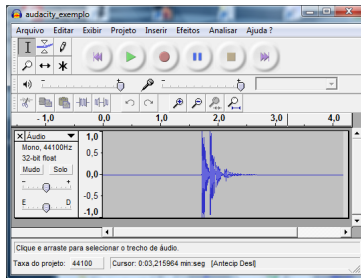 audacity_exemplo
Arquivo Editar Exibir Projeto Inserir Efeitos Analisar Ajuda ?
- 1,0 0,0 1,0 2,0 3,0 4,0
Áudio
Mono, 44100Hz
32-bit float
Mudo Solo
- +
E D
1,0
0,5
0,0
-0,5
-1,0
Clique e arraste para selecionar o trecho de áudio.
Taxa do projeto: 44100 Cursor: 0:03,215964 min:seg [Antecip Desl]